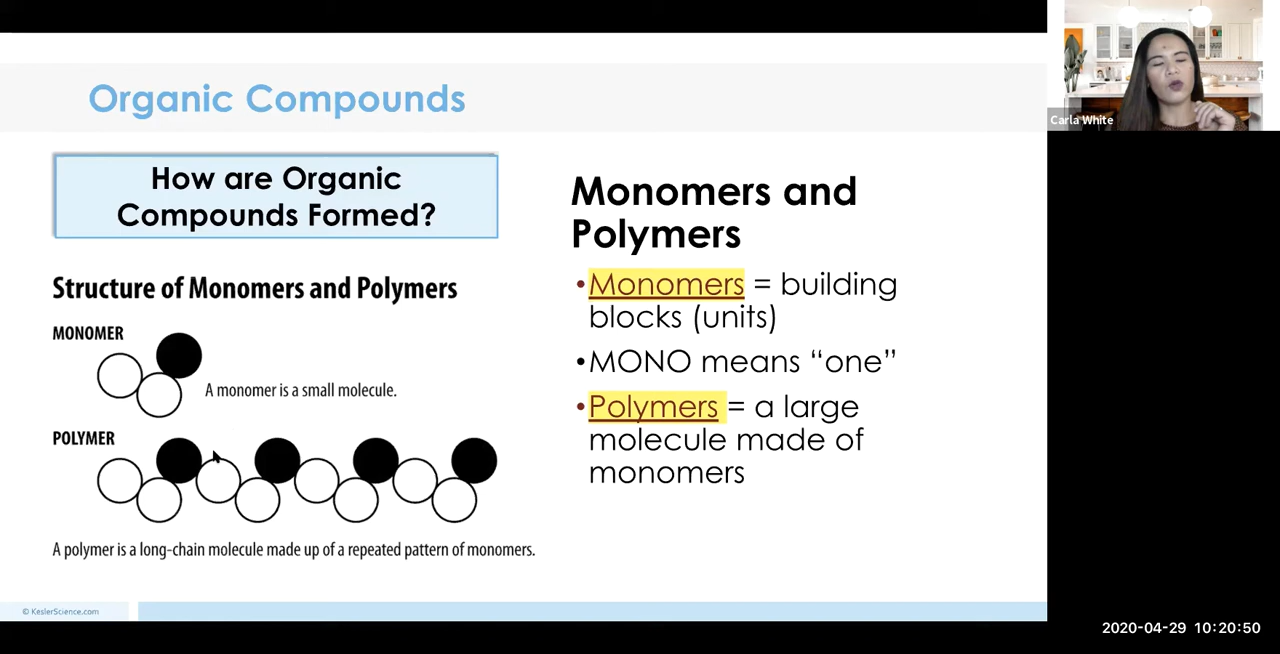 Organic Compounds
How are Organic
Compounds Formed?
Structure of Monomers and Polymers
MONOMER
A monomer is a small molecule.
POLYMER
A polymer is a long-chain molecule made up of a repeated pattern of monomers.
Monomers and
Polymers
•Monomers = building
blocks (units)
•MONO means “one”
•Polymers = a large
molecule made of
monomers
© KeslerScience.com
Carla White
2020-04-29 10:20:50